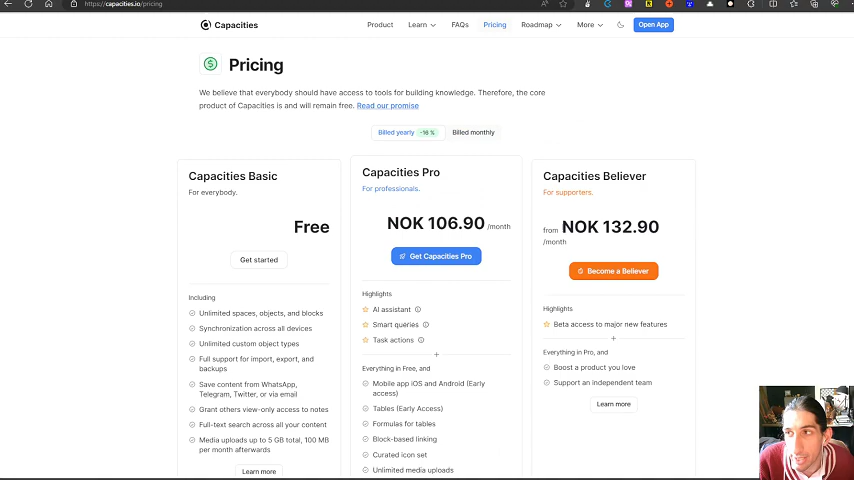 https://capacities.io/pricing
Capacities
Product
Learn
FAQs
Pricing
Roadmap
More
Open App
Pricing
We believe that everybody should have access to tools for building knowledge. Therefore, the core
product of Capacities is and will remain free. Read our promise
Billed yearly -16 %
Billed monthly
Capacities Basic
For everybody.
Free
Get started
Including
Unlimited spaces, objects, and blocks
Synchronization across all devices
Unlimited custom object types
Full support for import, export, and
backups
Save content from WhatsApp,
Telegram, Twitter, or via email
Grant others view-only access to notes
Full-text search across all your content
Media uploads up to 5 GB total, 100 MB
per month afterwards
Learn more
Capacities Pro
For professionals.
NOK 106.90 /month
Get Capacities Pro
Highlights
AI assistant
Smart queries
Task actions
+
Everything in Free, and
Mobile app iOS and Android (Early
access)
Tables (Early Access)
Formulas for tables
Block-based linking
Curated icon set
Unlimited media uploads
Capacities Believer
For supporters.
from NOK 132.90
/month
Become a Believer
Highlights
Beta access to major new features
+
Everything in Pro, and
Boost a product you love
Support an independent team
Learn more